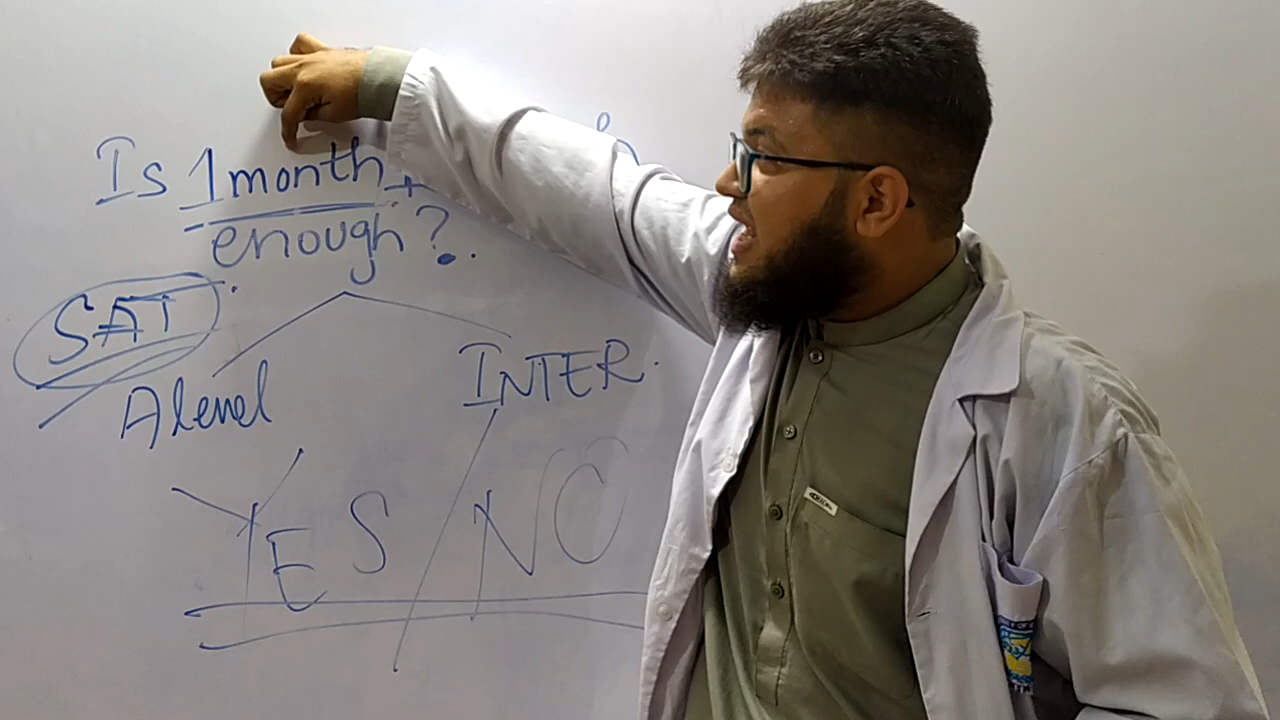 Is 1 month
enough?
SAT
A level
INTER.
YES/NO